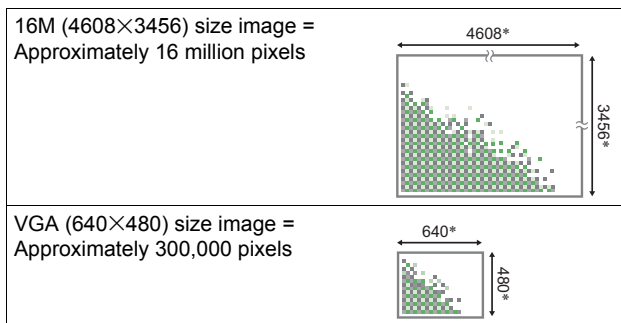 16M (4608×3456) size image =
Approximately 16 million pixels
4608*
3456*
VGA (640×480) size image =
Approximately 300,000 pixels
640*
480*